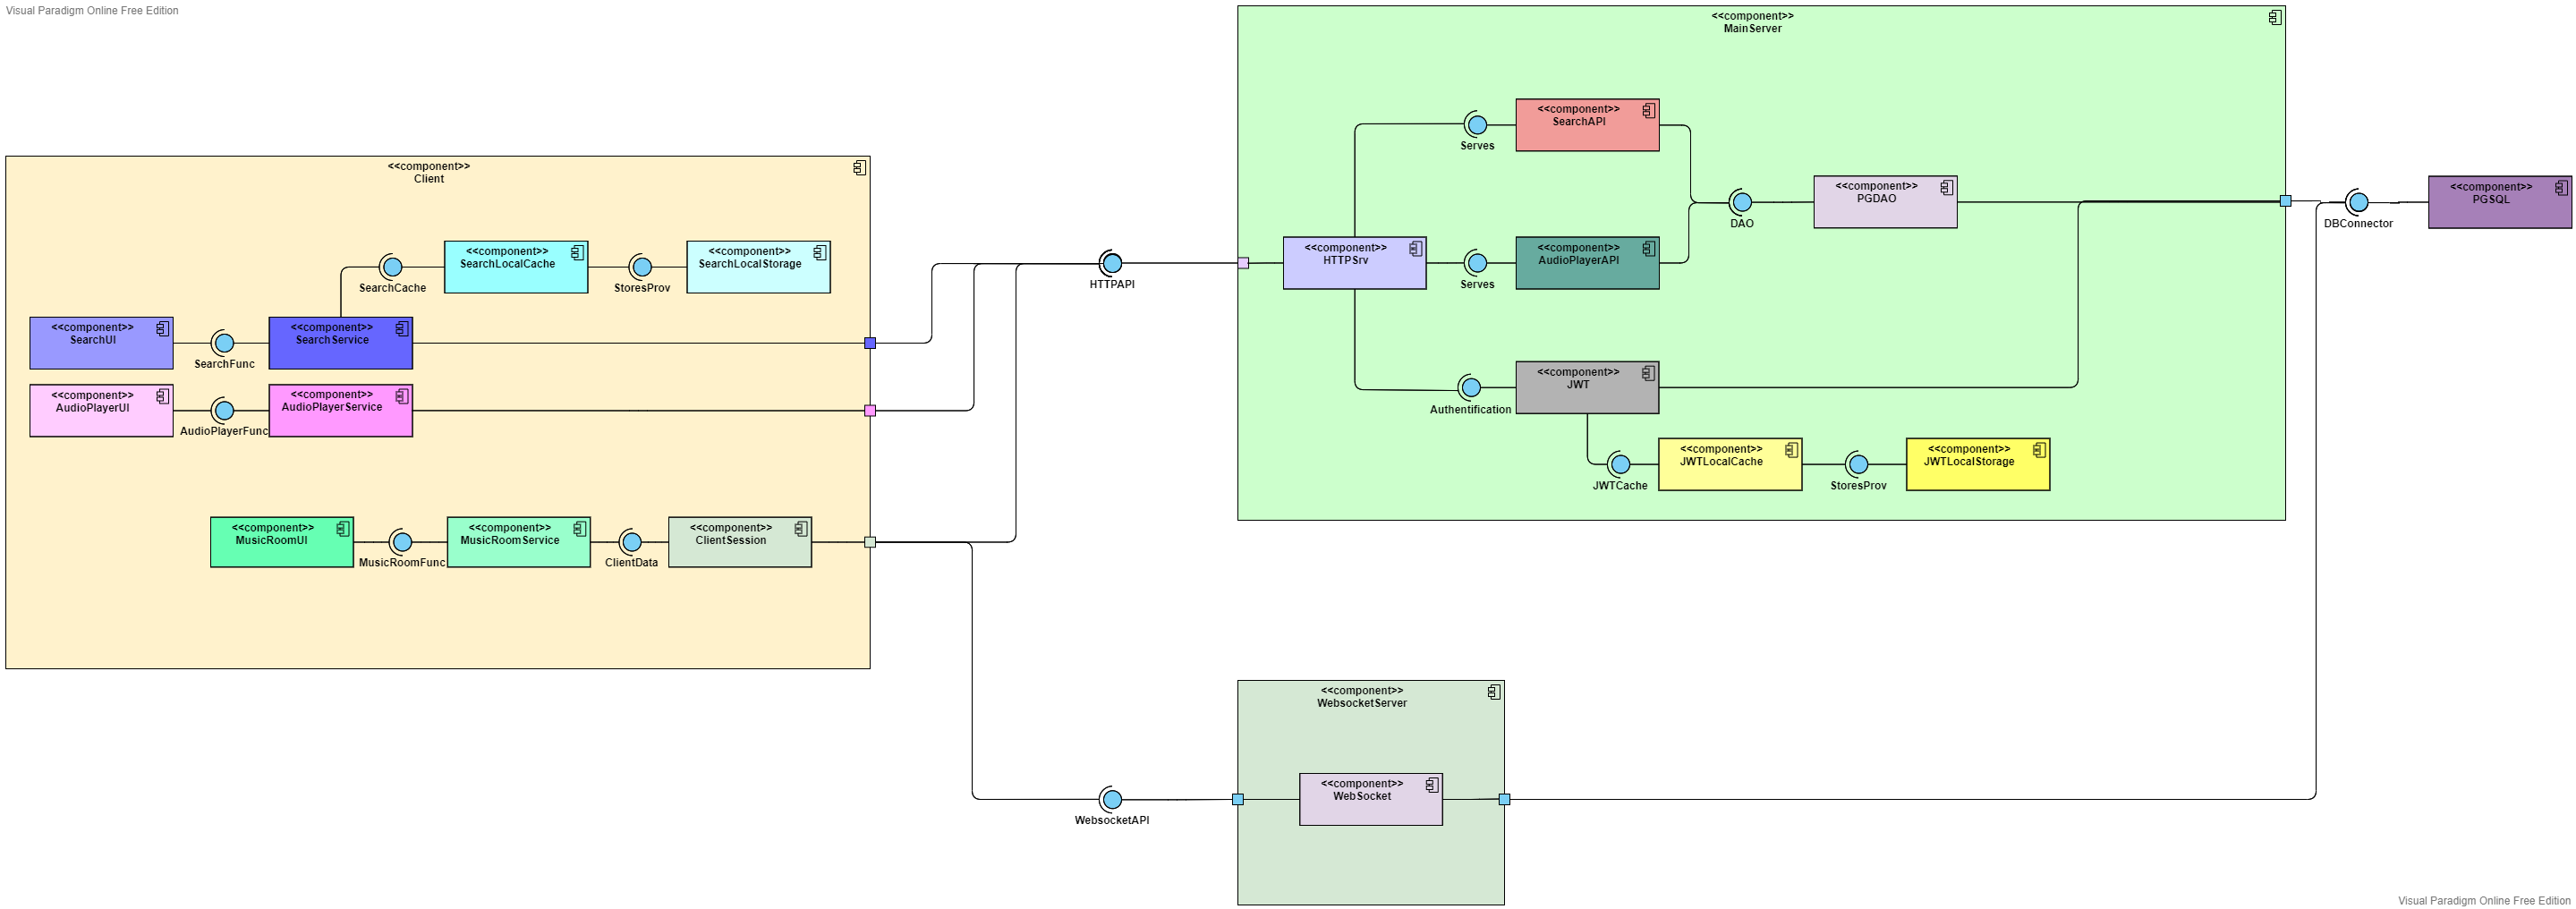 Visual Paradigm Online Free Edition
<<component>>
Client
<<component>>
SearchLocalCache
<<component>>
SearchLocalStorage
SearchCache
StoresProv
<<component>>
SearchUI
<<component>>
SearchService
SearchFunc
<<component>>
AudioPlayerUI
<<component>>
AudioPlayerService
AudioPlayerFunc
<<component>>
MusicRoomUI
<<component>>
MusicRoomService
<<component>>
ClientSession
MusicRoomFunc
ClientData
HTTPAPI
WebsocketAPI
<<component>>
MainServer
<<component>>
SearchAPI
Serves
<<component>>
PGDAO
DAO
<<component>>
HTTPSrv
<<component>>
AudioPlayerAPI
Serves
<<component>>
JWT
Authentification
<<component>>
JWTLocalCache
<<component>>
JWTLocalStorage
JWTCache
StoresProv
<<component>>
PGSQL
DBConnector
<<component>>
WebsocketServer
<<component>>
WebSocket
Visual Paradigm Online Free Edition